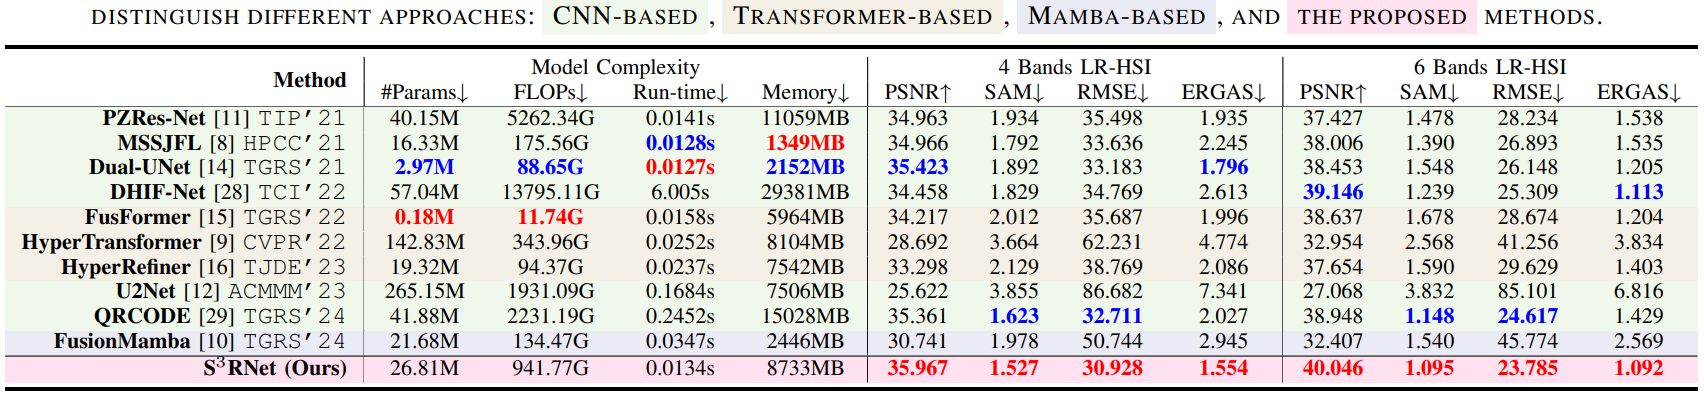 DISTINGUISH DIFFERENT APPROACHES: CNN-BASED , TRANSFORMER-BASED , MAMBA-BASED , AND THE PROPOSED METHODS.
Method Model Complexity 4 Bands LR-HSI 6 Bands LR-HSI
#Params↓ FLOPs↓ Run-time↓ Memory↓ PSNR↑ SAM↓ RMSE↓ ERGAS↓ PSNR↑ SAM↓ RMSE↓ ERGAS↓
PZRes-Net [11] TIP'21 40.15M 5262.34G 0.0141s 11059MB 34.963 1.934 35.498 1.935 37.427 1.478 28.234 1.538
MSSJFL [8] HPCC'21 16.33M 175.56G 0.0128s 1349MB 34.966 1.792 33.636 2.245 38.006 1.390 26.893 1.535
Dual-UNet [14] TGRS'21 2.97M 88.65G 0.0127s 2152MB 35.423 1.892 33.183 1.796 38.453 1.548 26.148 1.205
DHIF-Net [28] TCI'22 57.04M 13795.11G 6.005s 29381MB 34.458 1.829 34.769 2.613 39.146 1.239 25.309 1.113
FusFormer [15] TGRS'22 0.18M 11.74G 0.0158s 5964MB 34.217 2.012 35.687 1.996 38.637 1.678 28.674 1.204
HyperTransformer [9] CVPR'22 142.83M 343.96G 0.0252s 8104MB 28.692 3.664 62.231 4.774 32.954 2.568 41.256 3.834
HyperRefiner [16] TJDE'23 19.32M 94.37G 0.0237s 7542MB 33.298 2.129 38.769 2.086 37.654 1.590 29.629 1.403
U2Net [12] ACMMM'23 265.15M 1931.09G 0.1684s 7506MB 25.622 3.855 86.682 7.341 27.068 3.832 85.101 6.816
QRCODE [29] TGRS'24 41.88M 2231.19G 0.2452s 15028MB 35.361 1.623 32.711 2.027 38.948 1.148 24.617 1.429
FusionMamba [10] TGRS'24 21.68M 134.47G 0.0347s 2446MB 30.741 1.978 50.744 2.945 32.407 1.540 45.774 2.569
S³RNet (Ours) 26.81M 941.77G 0.0134s 8733MB 35.967 1.527 30.928 1.554 40.046 1.095 23.785 1.092